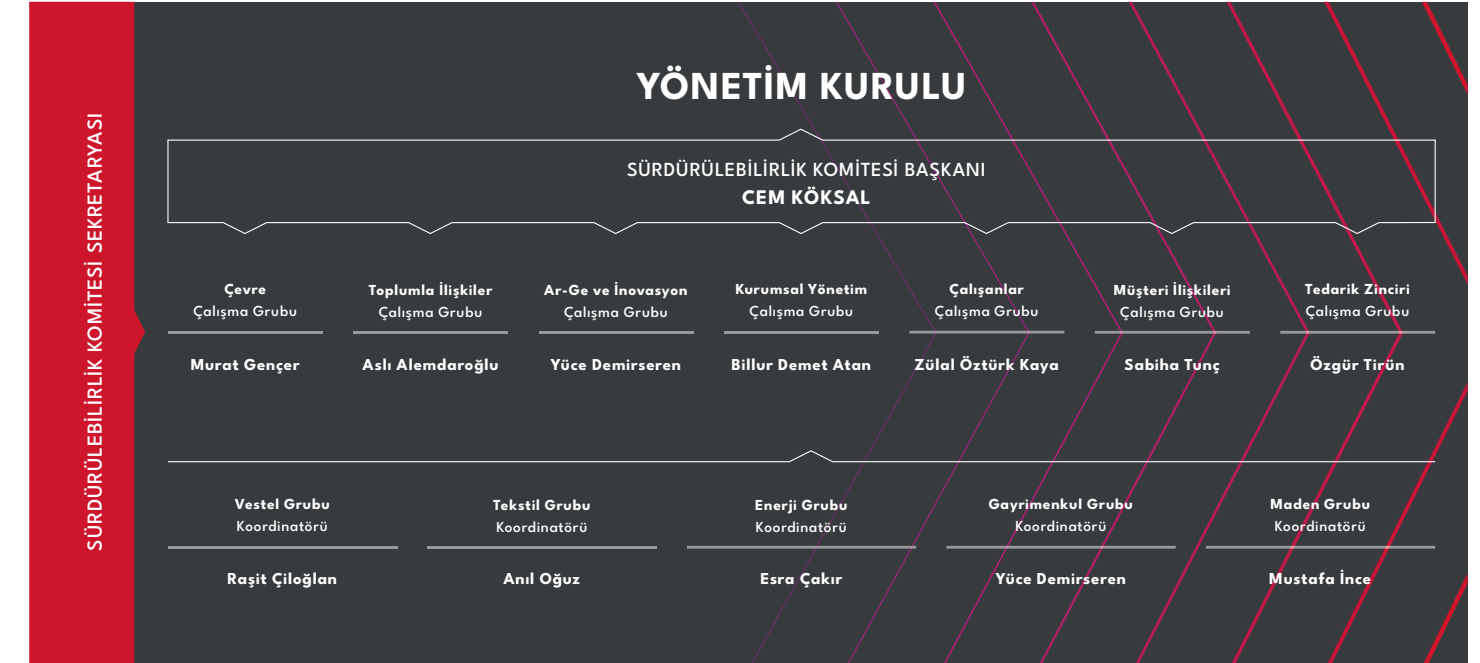 SÜRDÜRÜLEBİLİRLİK KOMİTESİ SEKRETARYASI
YÖNETİM KURULU
SÜRDÜRÜLEBİLİRLİK KOMİTESİ BAŞKANI
CEM KÖKSAL
Çevre
Çalışma Grubu
Murat Gençer
Toplumla İlişkiler
Çalışma Grubu
Aslı Alemdaroğlu
Ar-Ge ve İnovasyon
Çalışma Grubu
Yüce Demirseren
Kurumsal Yönetim
Çalışma Grubu
Billur Demet Atan
Çalışanlar
Çalışma Grubu
Zülal Öztürk Kaya
Müşteri İlişkileri
Çalışma Grubu
Sabiha Tunç
Tedarik Zinciri
Çalışma Grubu
Özgür Tirün
Vestel Grubu
Koordinatörü
Raşit Çiloğlan
Tekstil Grubu
Koordinatörü
Anıl Oğuz
Enerji Grubu
Koordinatörü
Esra Çakır
Gayrimenkul Grubu
Koordinatörü
Yüce Demirseren
Maden Grubu
Koordinatörü
Mustafa İnce